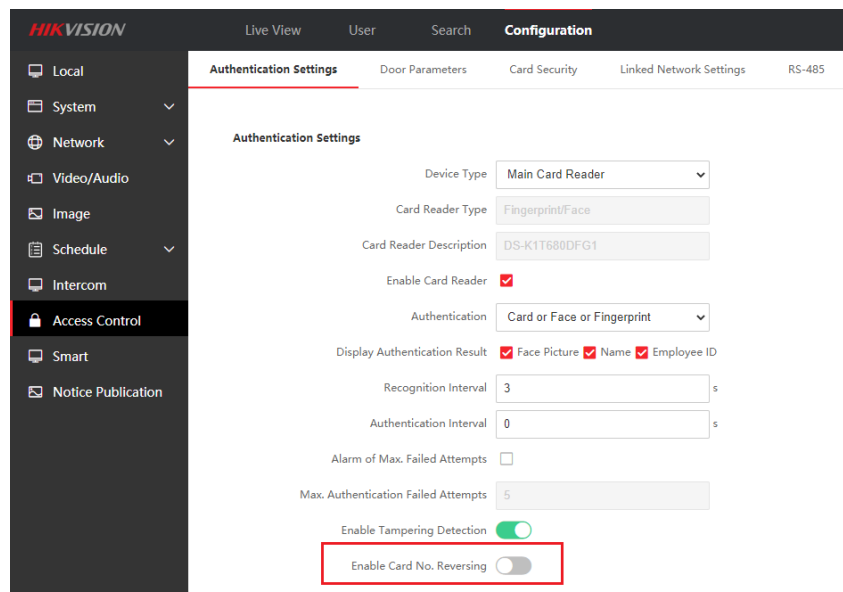 HIKVISION Live View User Search Configuration
Local
System
Network
Video/Audio
Image
Schedule
Intercom
Access Control
Smart
Notice Publication
Authentication Settings Door Parameters Card Security Linked Network Settings RS-485
Authentication Settings
Device Type Main Card Reader
Card Reader Type Fingerprint/Face
Card Reader Description DS-K1T680DFG1
Enable Card Reader
Authentication Card or Face or Fingerprint
Display Authentication Result Face Picture Name Employee ID
Recognition Interval 3 s
Authentication Interval 0 s
Alarm of Max. Failed Attempts
Max. Authentication Failed Attempts 5
Enable Tampering Detection
Enable Card No. Reversing